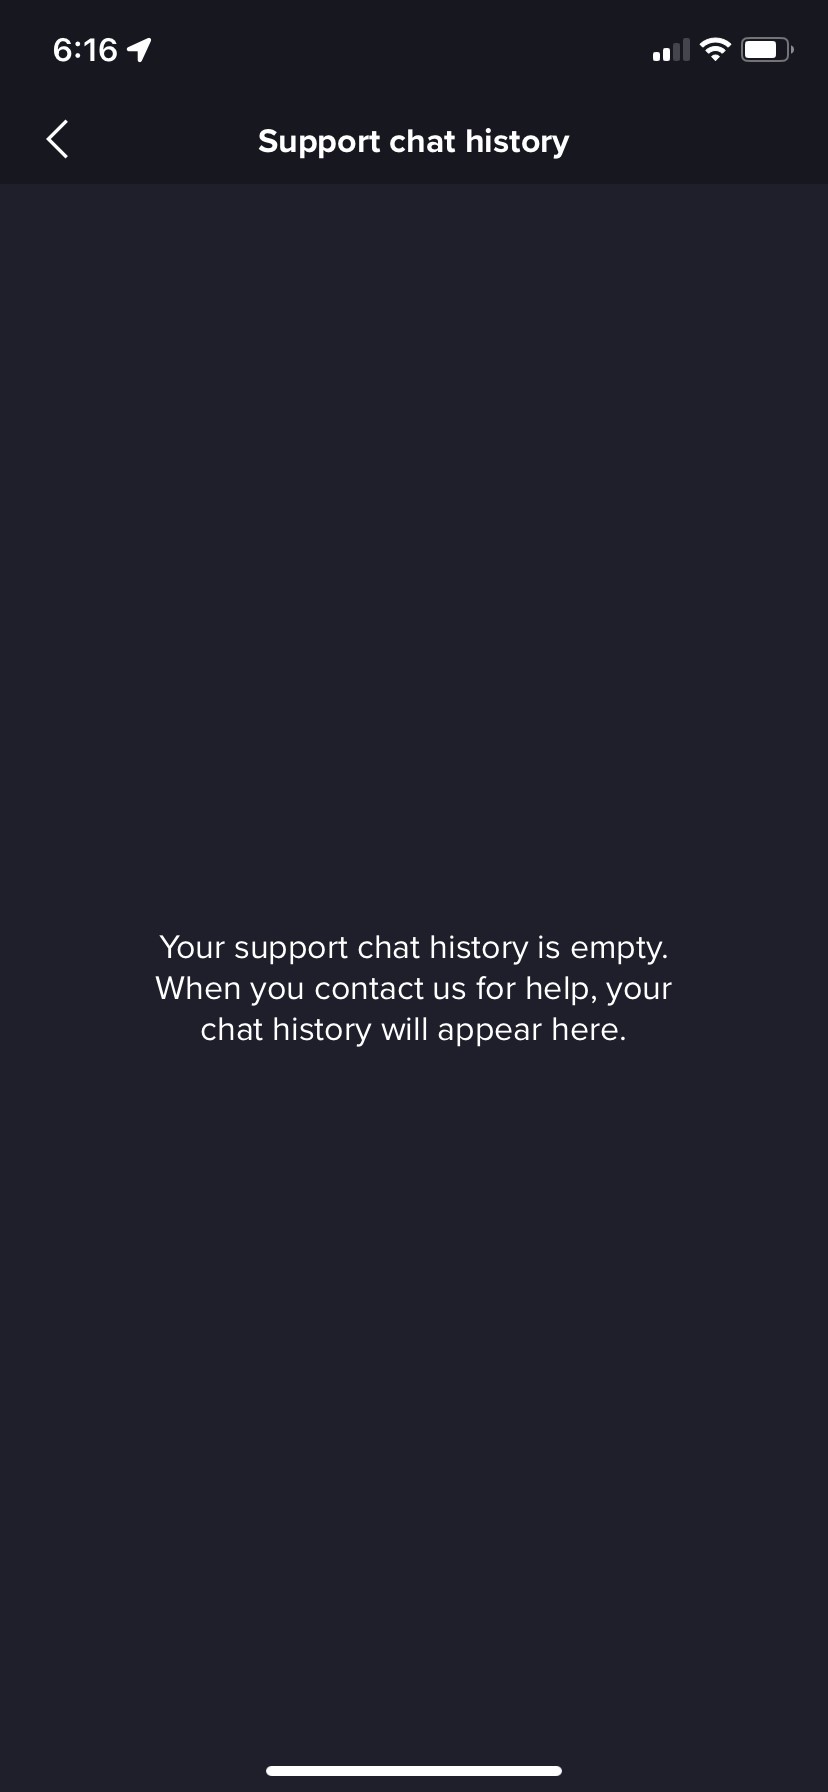 6:16
Support chat history
Your support chat history is empty.
When you contact us for help, your
chat history will appear here.